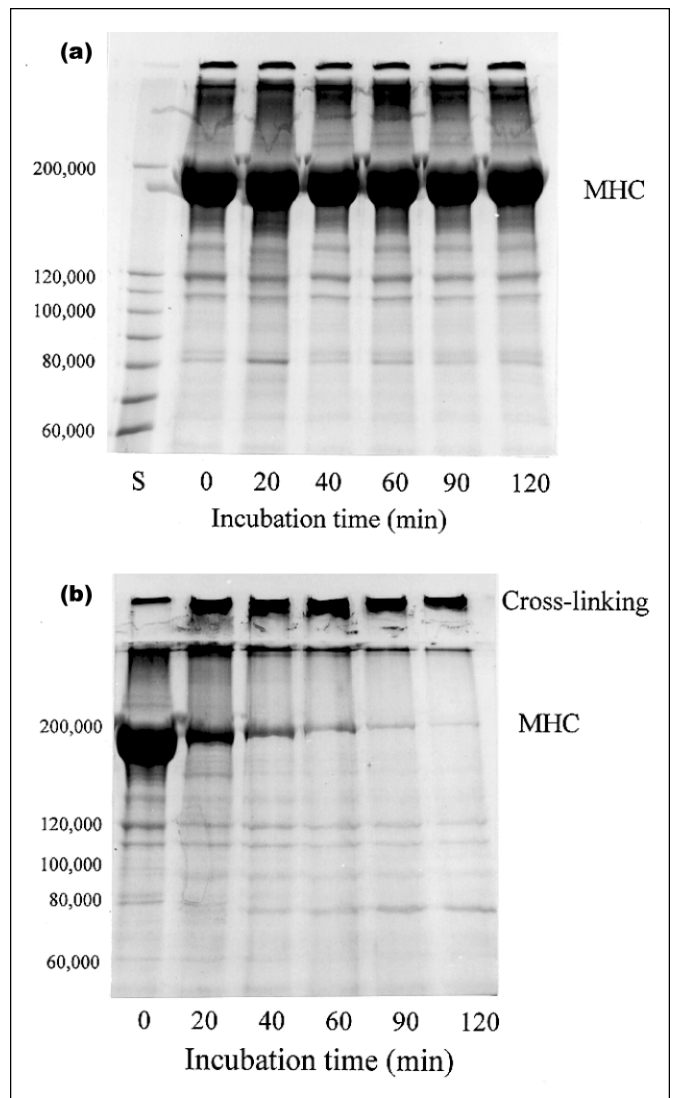 (a)
200,000
MHC
120,000
100,000
80,000
60,000
S 0 20 40 60 90 120
Incubation time (min)
(b)
Cross-linking
200,000
MHC
120,000
100,000
80,000
60,000
0 20 40 60 90 120
Incubation time (min)